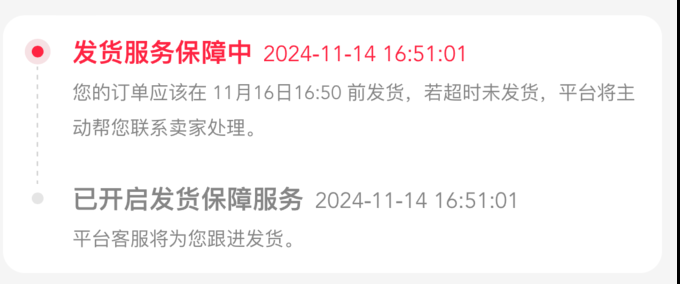 发货服务保障中 2024-11-14 16:51:01
您的订单应该在 11月16日16:50 前发货，若超时未发货，平台将主
动帮您联系卖家处理。
已开启发货保障服务 2024-11-14 16:51:01
平台客服将为您跟进发货。